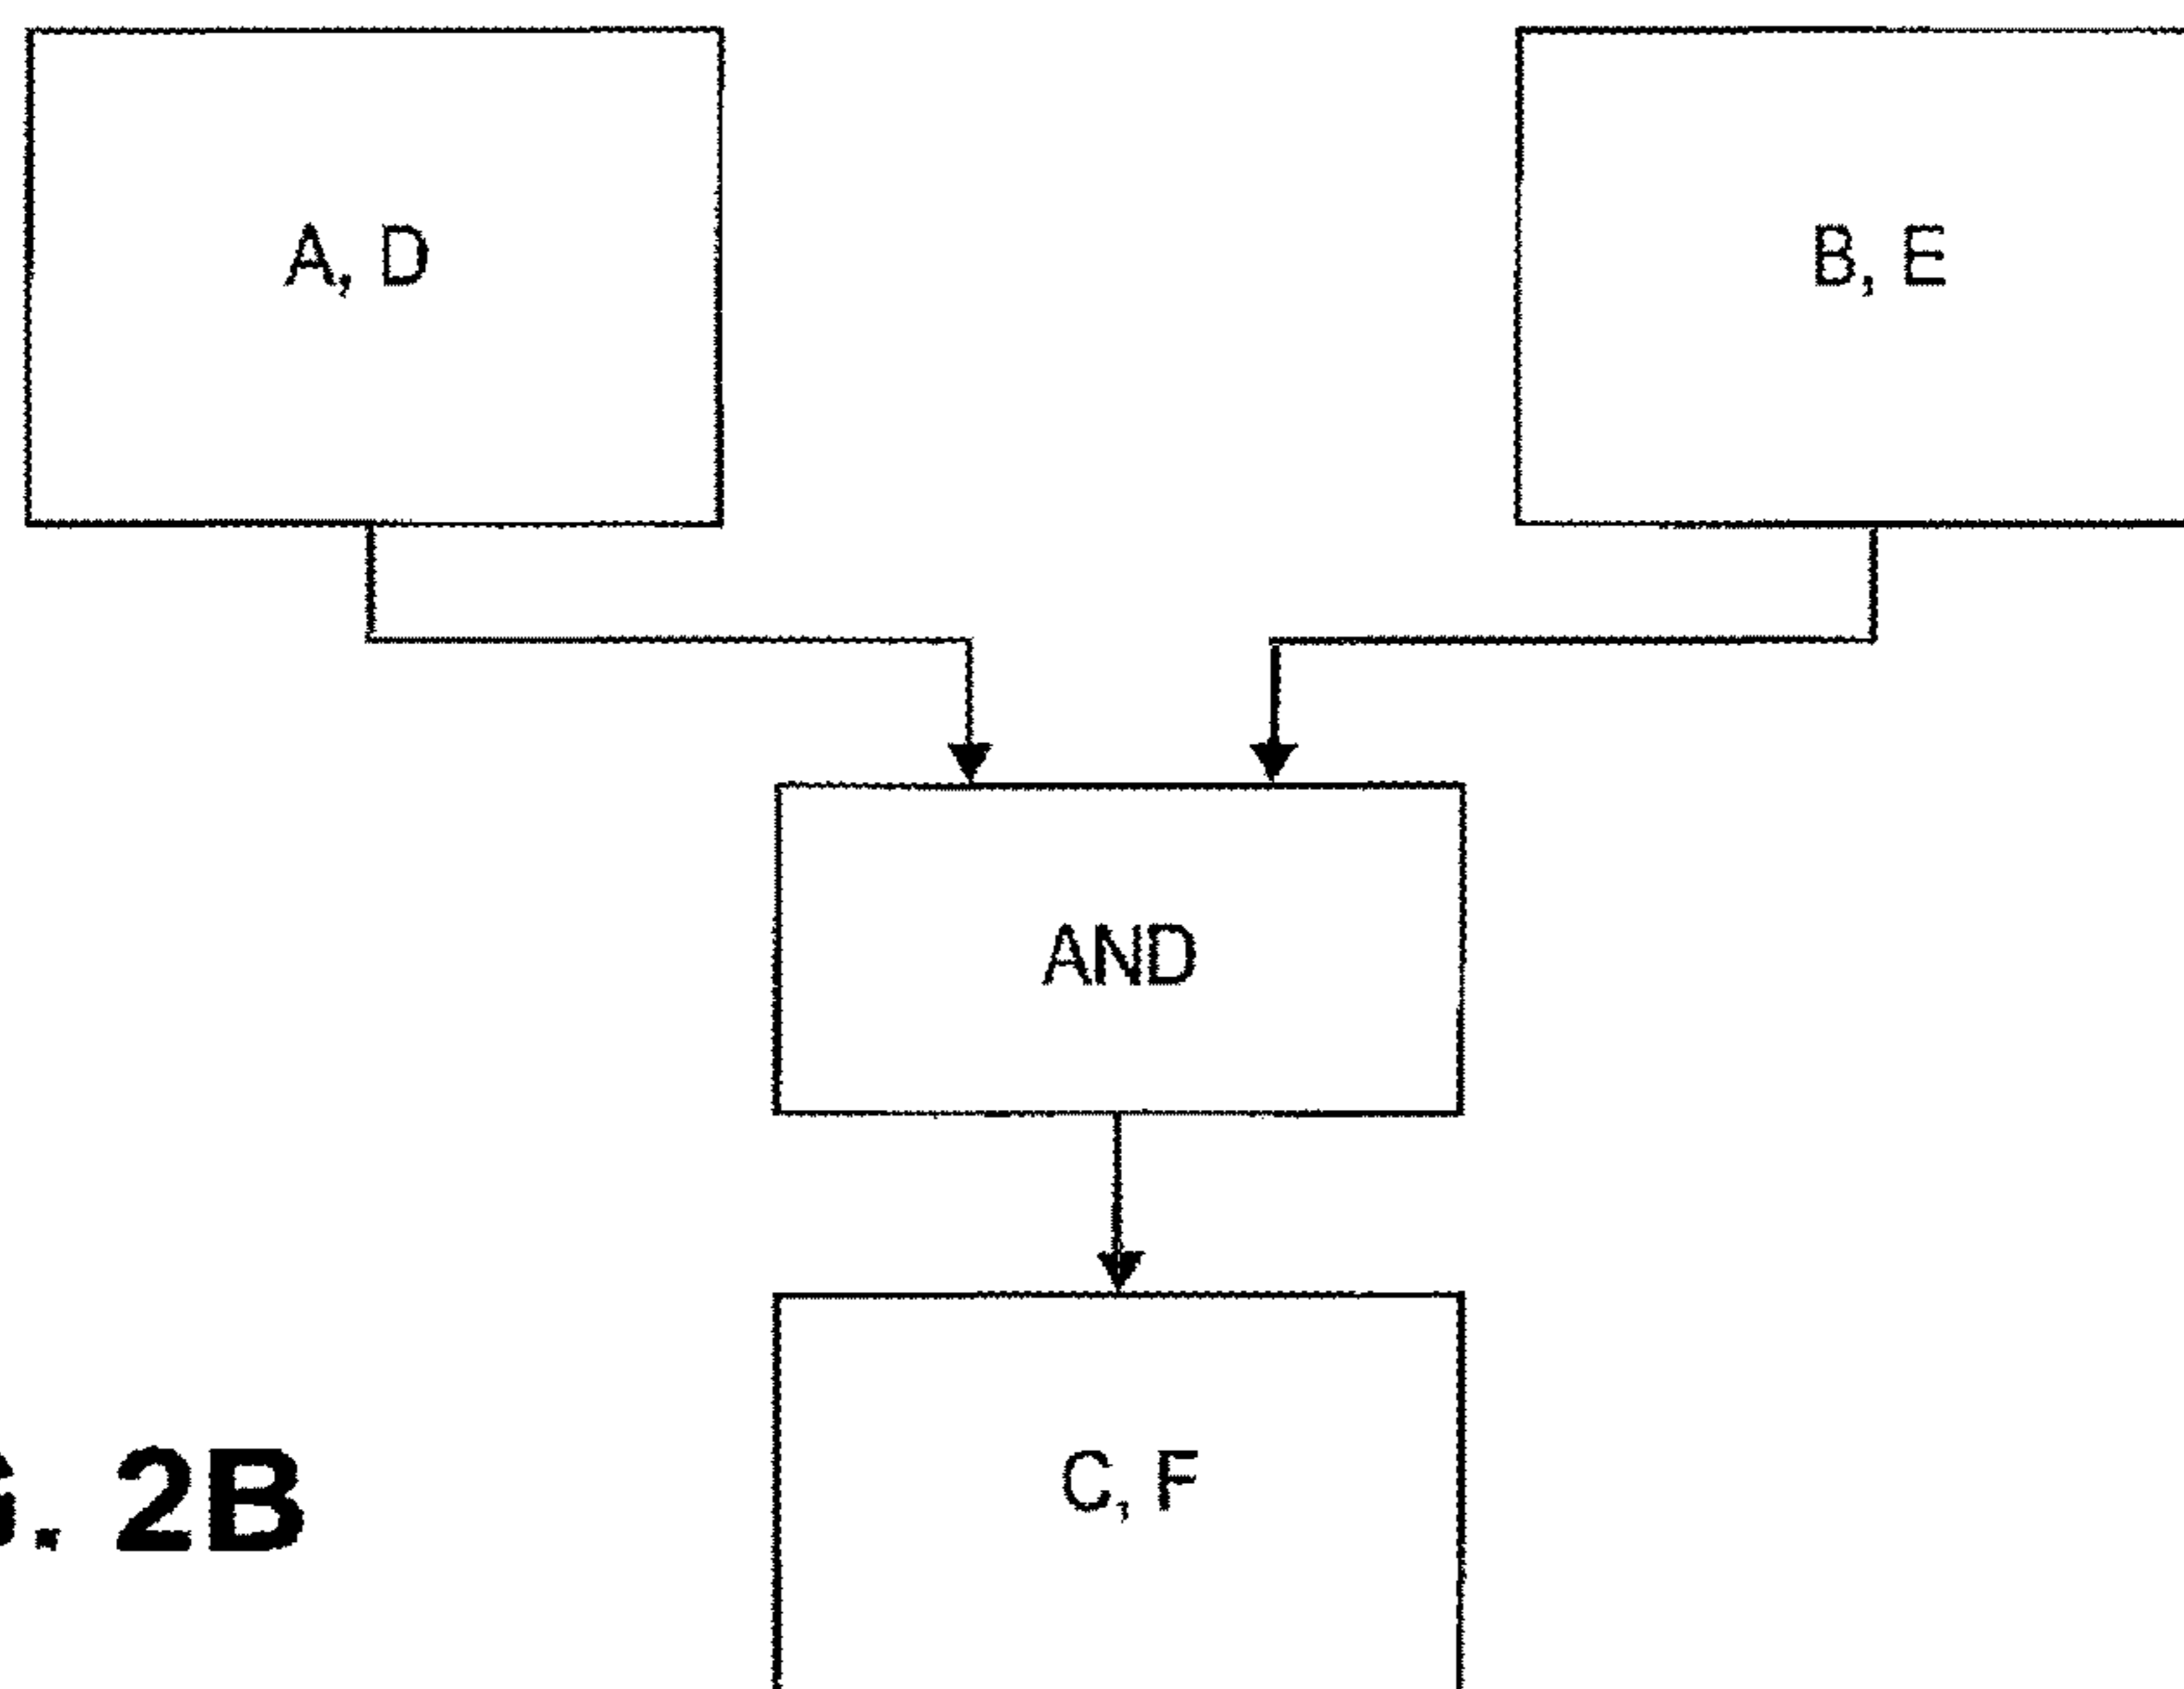 A, D
B, E
AND
C, F
. 2B